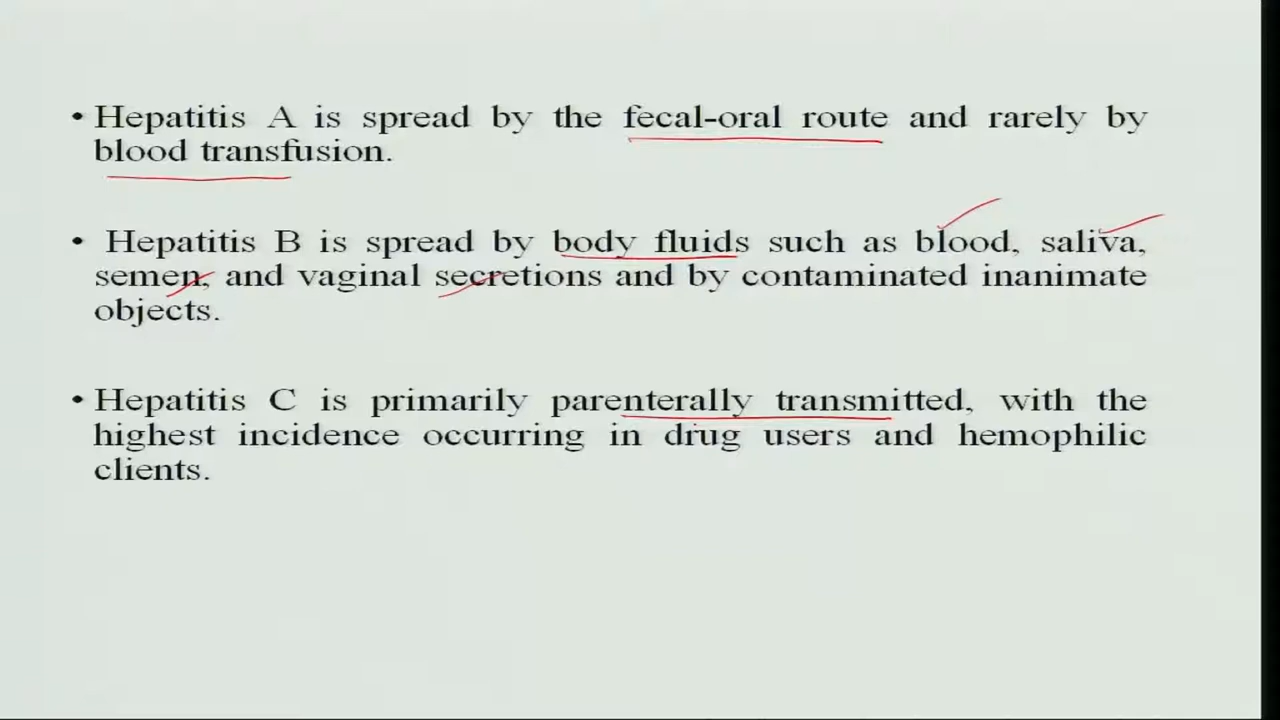 • Hepatitis A is spread by the fecal-oral route and rarely by
blood transfusion.
• Hepatitis B is spread by body fluids such as blood, saliva,
semen, and vaginal secretions and by contaminated inanimate
objects.
• Hepatitis C is primarily parenterally transmitted, with the
highest incidence occurring in drug users and hemophilic
clients.